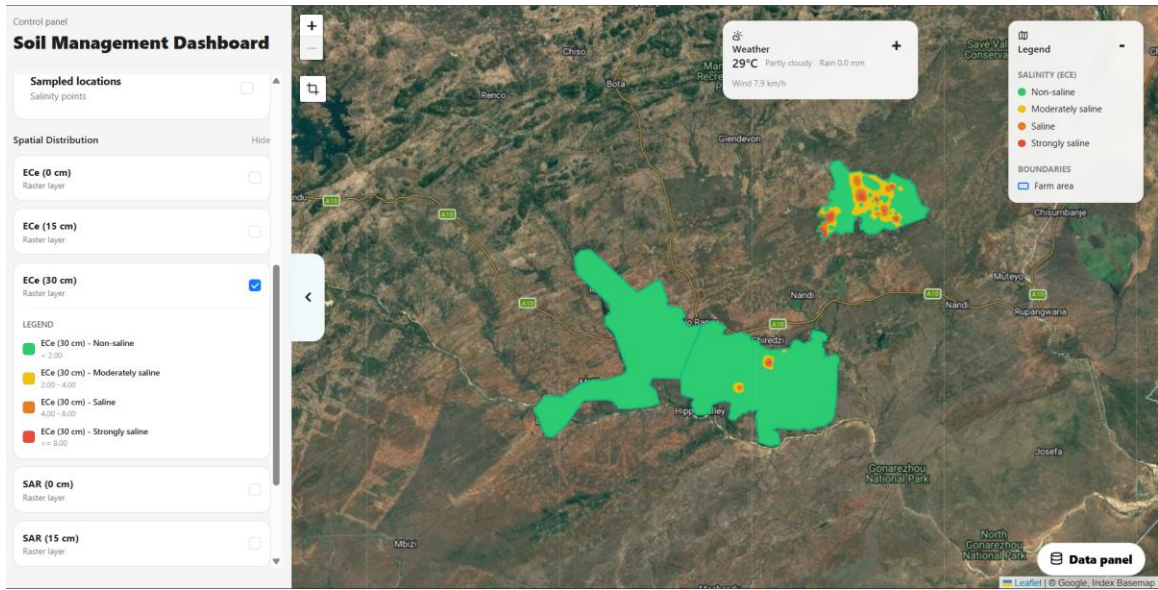 Control panel
Soil Management Dashboard
Sampled locations
Salinity points
Spatial Distribution
Hide
ECe (0 cm)
Raster layer
ECe (15 cm)
Raster layer
ECe (30 cm)
Raster layer
LEGEND
ECe (30 cm) - Non-saline
< 2.00
ECe (30 cm) - Moderately saline
2.00 - 4.00
ECe (30 cm) - Saline
4.00 - 8.00
ECe (30 cm) - Strongly saline
>= 8.00
SAR (0 cm)
Raster layer
SAR (15 cm)
Raster layer
+
−
Weather
+
29°C Partly cloudy Rain 0.0 mm
Wind 7.9 km/h
Legend
-
SALINITY (ECE)
Non-saline
Moderately saline
Saline
Strongly saline
BOUNDARIES
Farm area
Chiso
Bota
Renco
Glendevon
A10
A10
A10
A10
A10
A10
Chisumbanje
Muteyo
Nandi
Nandi
Rupangwana
Josefa
Gonarezhou
National Park
North
Gonarezhou
National Park
Mbizi
Data panel
Leaflet | © Google, Index Basemap